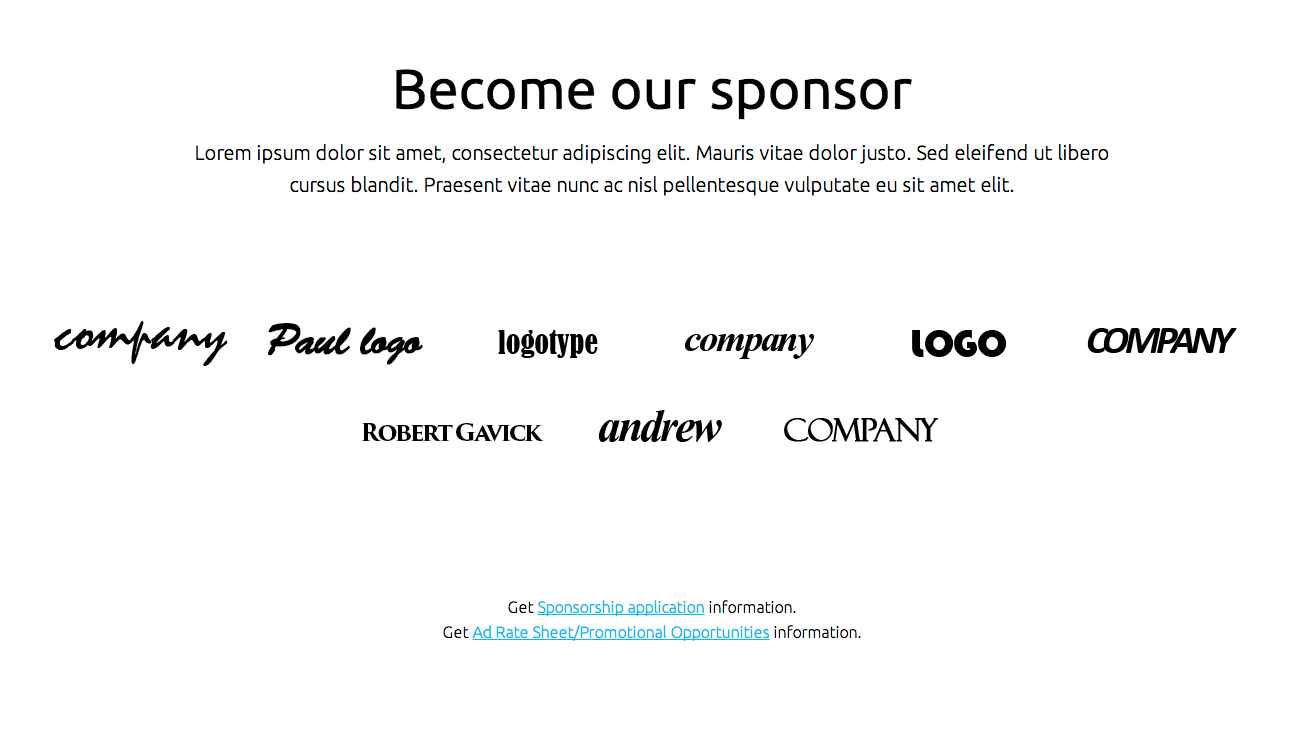 Become our sponsor
Lorem ipsum dolor sit amet, consectetur adipiscing elit. Mauris vitae dolor justo. Sed eleifend ut libero
cursus blandit. Praesent vitae nunc ac nisl pellentesque vulputate eu sit amet elit.
company Paul logo logotype company LOGO COMPANY
ROBERT GAVICK andrew COMPANY
Get Sponsorship application information.
Get Ad Rate Sheet/Promotional Opportunities information.